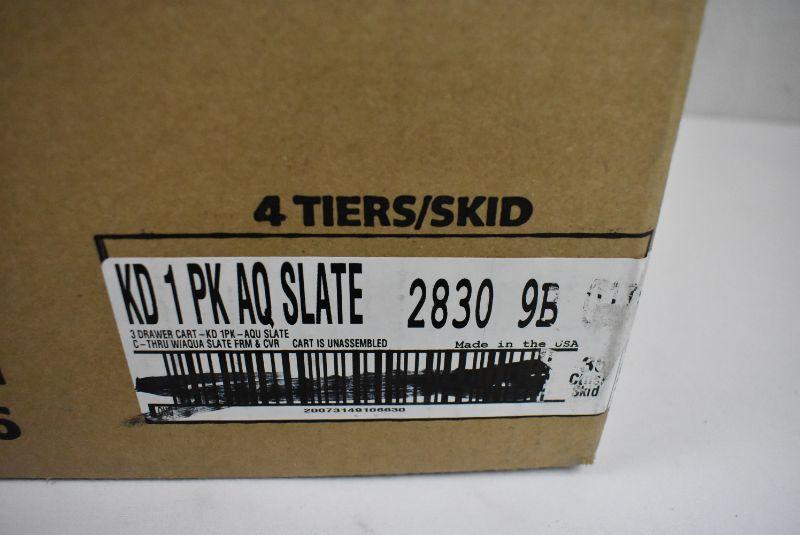 4 TIERS/SKID
KD 1 PK AQ SLATE 2830 9B
3 DRAWER CART-KD 1PK-AQU SLATE
C-THRU W/AQUA SLATE FRM & CVR CART IS UNASSEMBLED Made in the USA
Skid
20073149106630